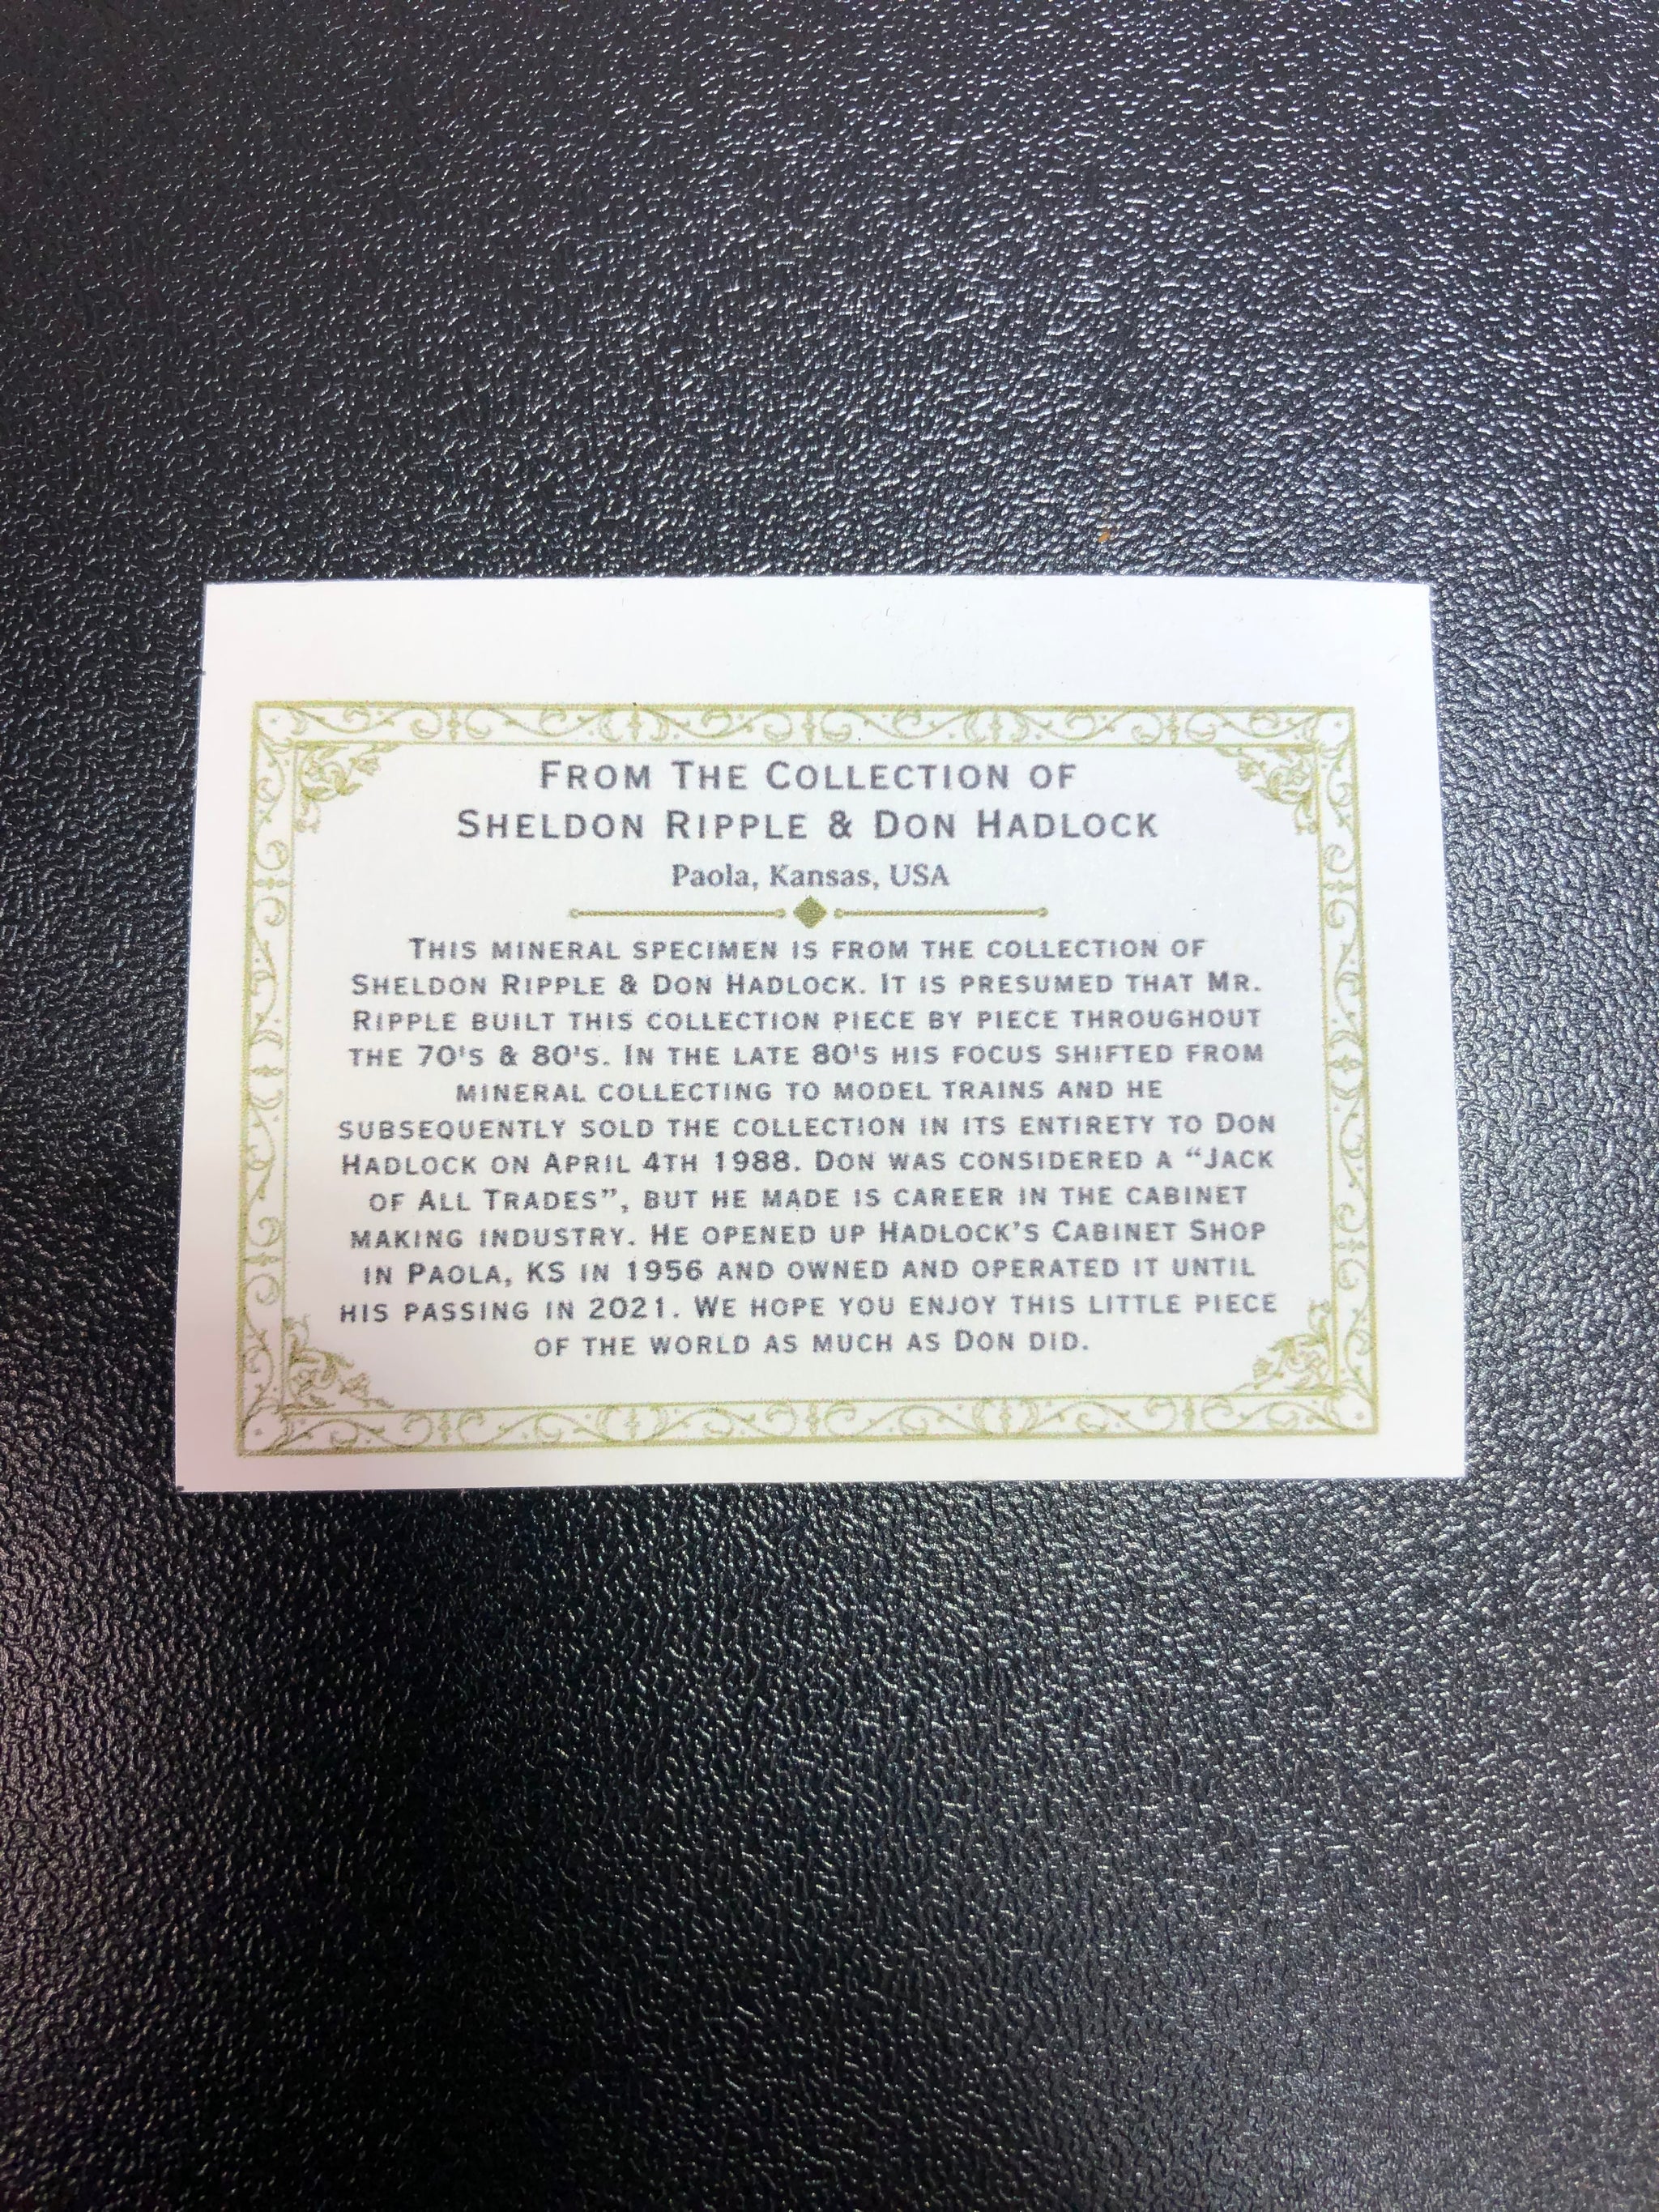 FROM THE COLLECTION OF
SHELDON RIPPLE & DON HADLOCK
Paola, Kansas, USA
THIS MINERAL SPECIMEN IS FROM THE COLLECTION OF
SHELDON RIPPLE & DON HADLOCK. IT IS PRESUMED THAT MR.
RIPPLE BUILT THIS COLLECTION PIECE BY PIECE THROUGHOUT
THE 70'S & 80'S. IN THE LATE 80'S HIS FOCUS SHIFTED FROM
MINERAL COLLECTING TO MODEL TRAINS AND HE
SUBSEQUENTLY SOLD THE COLLECTION IN ITS ENTIRETY TO DON
HADLOCK ON APRIL 4TH 1988. DON WAS CONSIDERED A “JACK
OF ALL TRADES”, BUT HE MADE IS CAREER IN THE CABINET
MAKING INDUSTRY. HE OPENED UP HADLOCK’S CABINET SHOP
IN PAOLA, KS IN 1956 AND OWNED AND OPERATED IT UNTIL
HIS PASSING IN 2021. WE HOPE YOU ENJOY THIS LITTLE PIECE
OF THE WORLD AS MUCH AS DON DID.